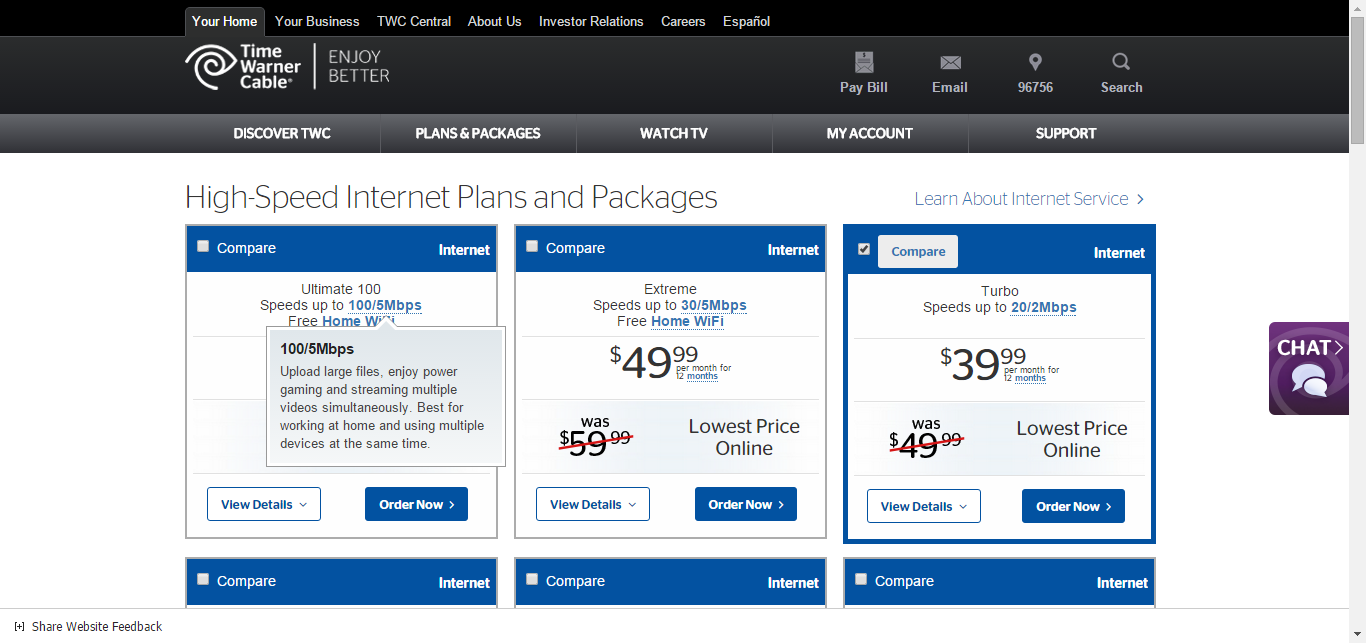 Your Home Your Business TWC Central About Us Investor Relations Careers Español
Time
Warner
Cable
ENJOY
BETTER
Pay Bill Email 96756 Search
DISCOVER TWC PLANS & PACKAGES WATCH TV MY ACCOUNT SUPPORT
High-Speed Internet Plans and Packages
Learn About Internet Service >
Compare Internet
Ultimate 100
Speeds up to 100/5Mbps
Free Home WiFi
100/5Mbps
Upload large files, enjoy power
gaming and streaming multiple
videos simultaneously. Best for
working at home and using multiple
devices at the same time.
View Details Order Now >
Compare Internet
Extreme
Speeds up to 30/5Mbps
Free Home WiFi
$49.99
per month for
12 months
was
$59.99
Lowest Price
Online
View Details Order Now >
Compare Internet
Turbo
Speeds up to 20/2Mbps
$39.99
per month for
12 months
was
$49.99
Lowest Price
Online
View Details Order Now >
CHAT>
Compare Internet
Compare Internet
Compare Internet
[+] Share Website Feedback